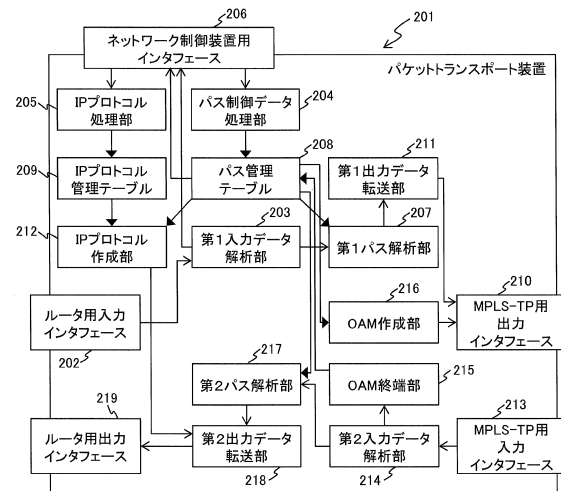 206
ネットワーク制御装置用
インタフェース
201
パケットトランスポート装置
205
IPプロトコル
処理部
パス制御データ
処理部
204
209
IPプロトコル
管理テーブル
208
パス管理
テーブル
211
第1出力データ
転送部
212
IPプロトコル
作成部
203
第1入力データ
解析部
207
第1パス解析部
ルータ用入力
インタフェース
202
216
OAM作成部
210
MPLS-TP用
出力
インタフェース
217
第2パス解析部
OAM終端部
215
219
ルータ用出力
インタフェース
第2出力データ
転送部
218
第2入力データ
解析部
214
213
MPLS-TP用
入力
インタフェース